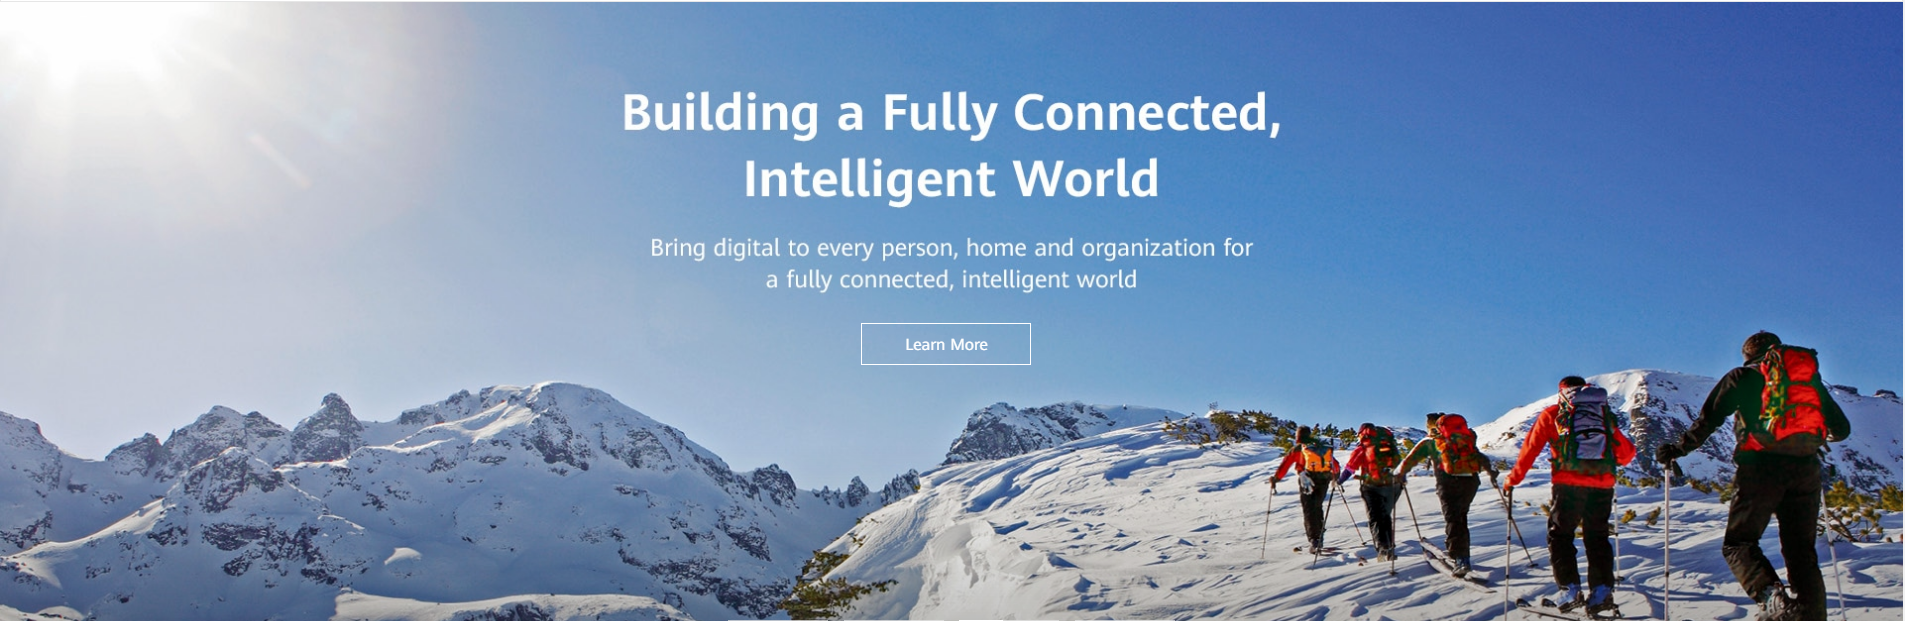 Building a Fully Connected,
Intelligent World
Bring digital to every person, home and organization for
a fully connected, intelligent world
Learn More